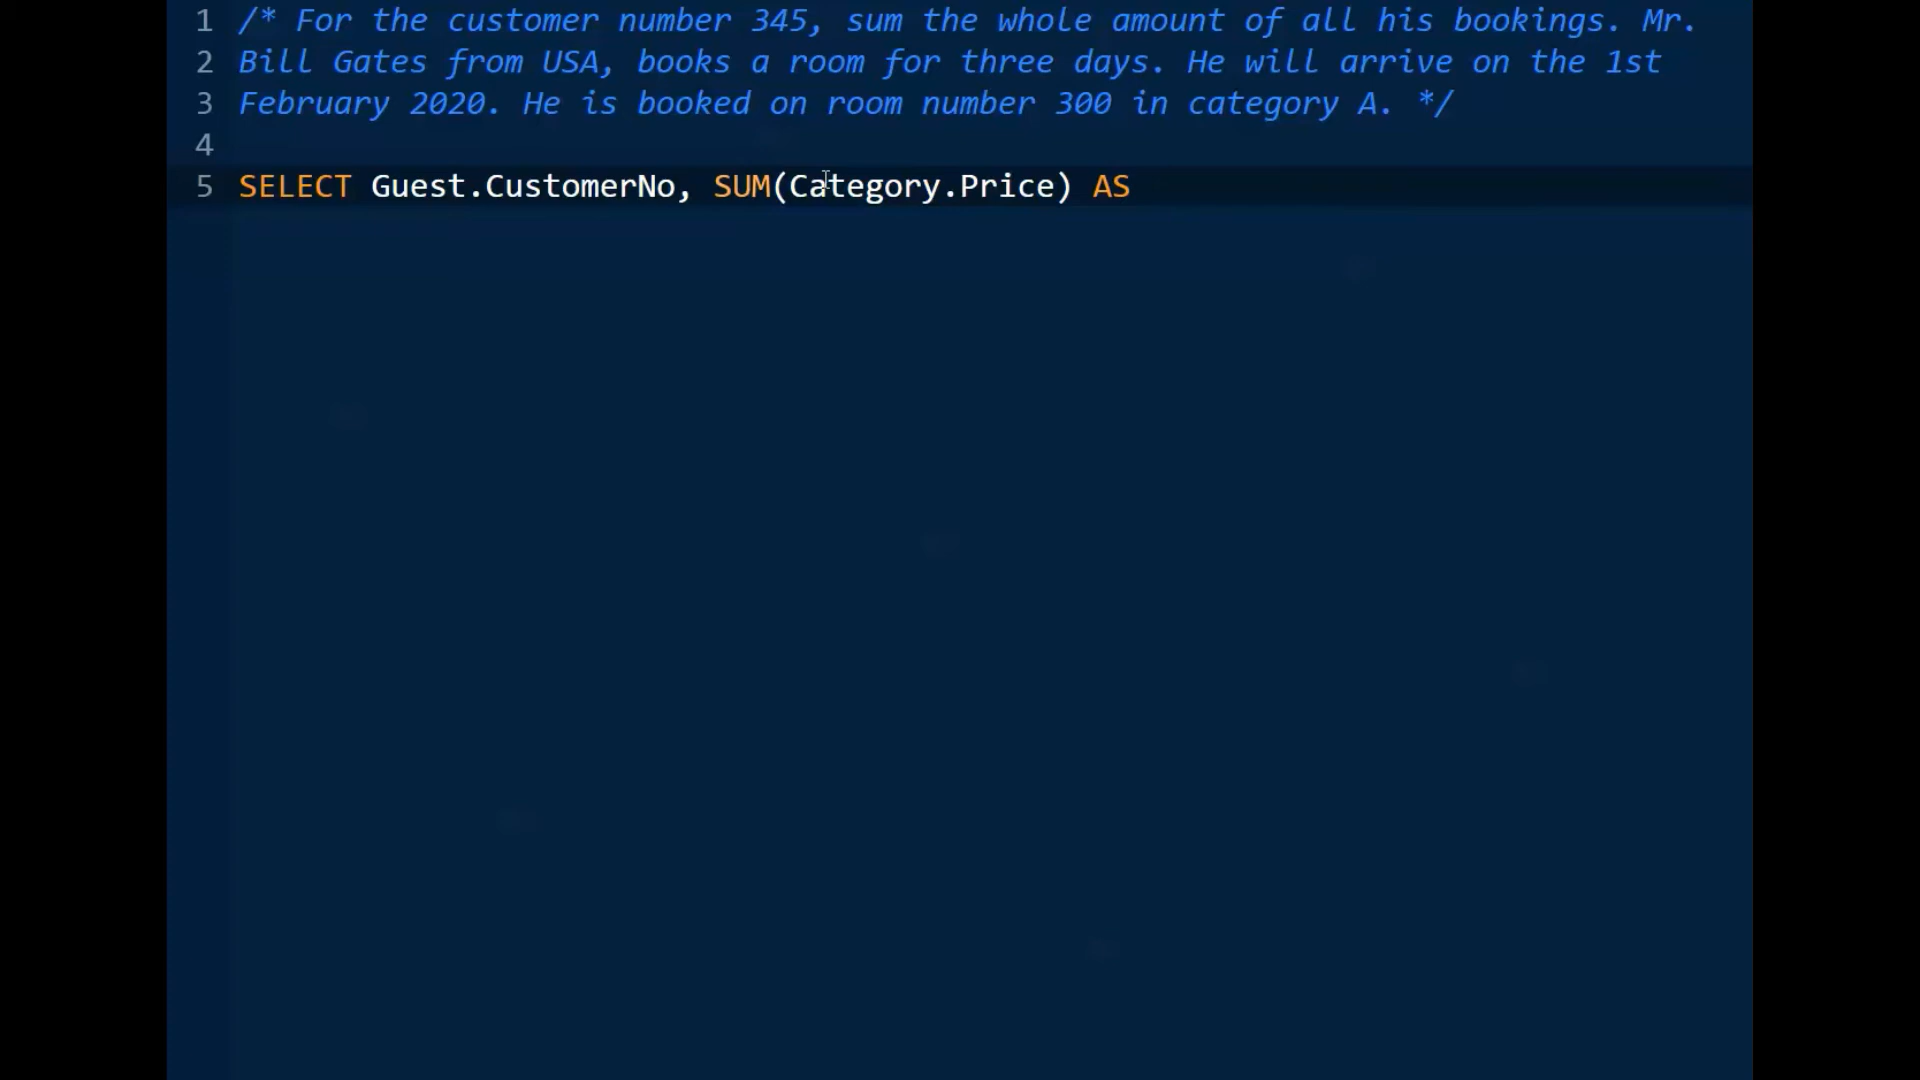 1 /* For the customer number 345, sum the whole amount of all his bookings. Mr.
2 Bill Gates from USA, books a room for three days. He will arrive on the 1st
3 February 2020. He is booked on room number 300 in category A. */
4
5 SELECT Guest.CustomerNo, SUM(Category.Price) AS